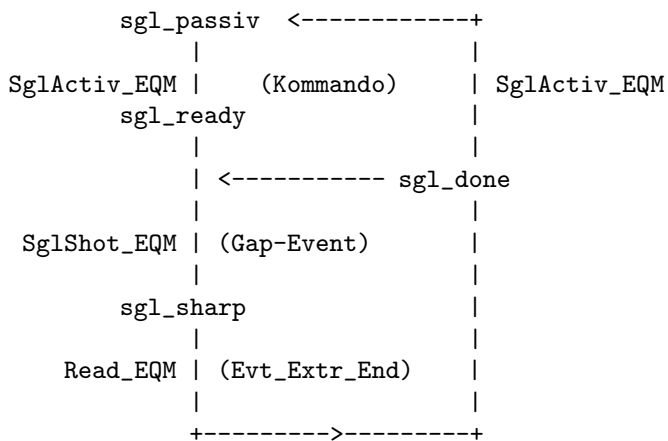 sgl_passiv <------------+
| |
SglActiv_EQM | (Kommando) | SglActiv_EQM
sgl_ready |
| |
| <----------- sgl_done
| |
SglShot_EQM | (Gap-Event) |
| |
sgl_sharp |
| |
Read_EQM | (Evt_Extr_End) |
| |
+--------->---------+